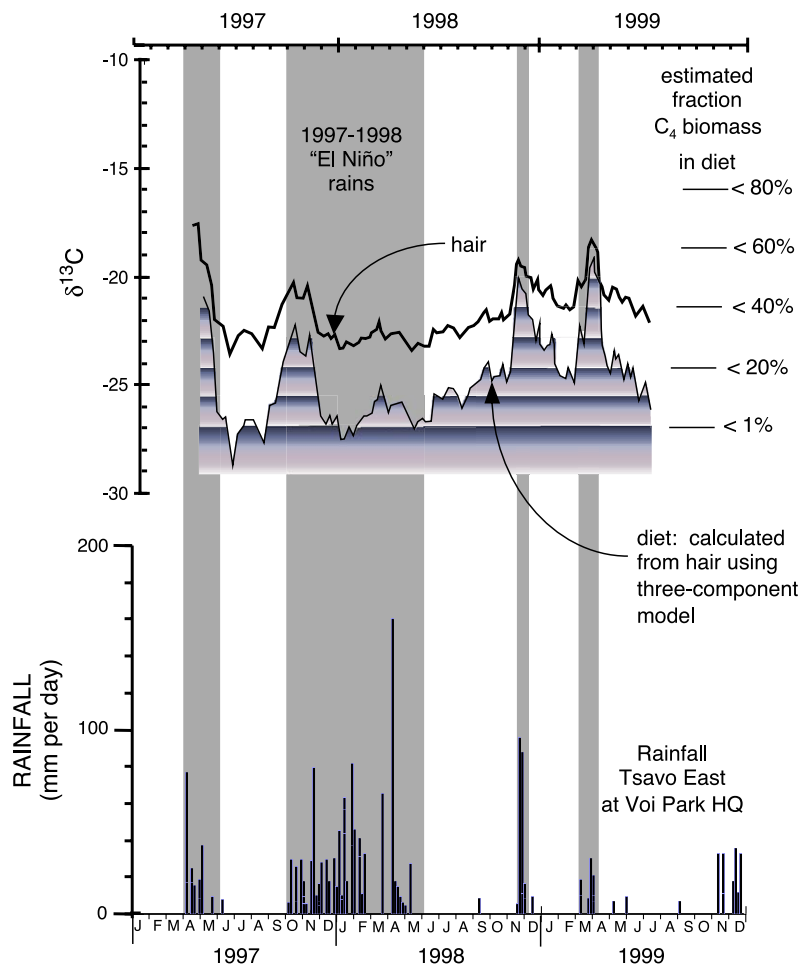 1997 1998 1999
-10
-15
-20
-25
-30
δ13C
1997-1998
“El Niño”
rains
hair
estimated
fraction
C4 biomass
in diet
< 80%
< 60%
< 40%
< 20%
< 1%
diet: calculated
from hair using
three-component
model
200
100
0
RAINFALL
(mm per day)
Rainfall
Tsavo East
at Voi Park HQ
J F M A M J J A S O N D J F M A M J J A S O N D J F M A M J J A S O N D
1997 1998 1999